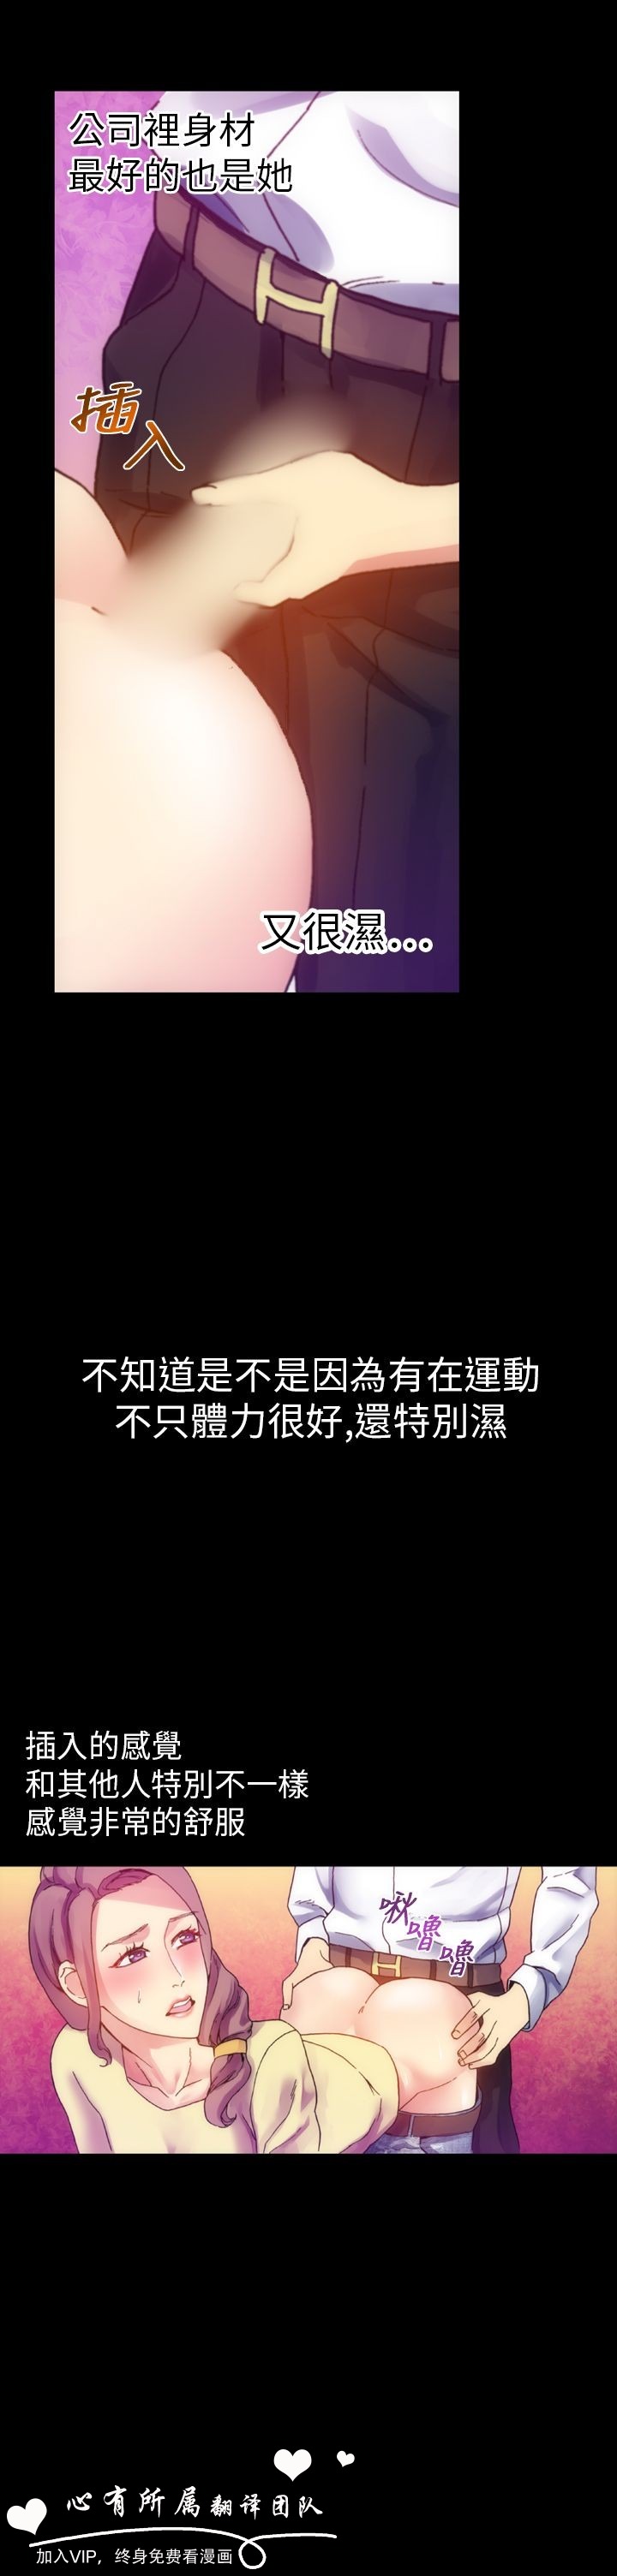 公司裡身材
最好的也是她
插入
又很濕...
不知道是不是因為有在運動
不只體力很好,還特別濕
插入的感覺
和其他人特別不一樣
感覺非常的舒服
啾嚕嚕
心有所属翻译团队
加入VIP，终身免费看漫画